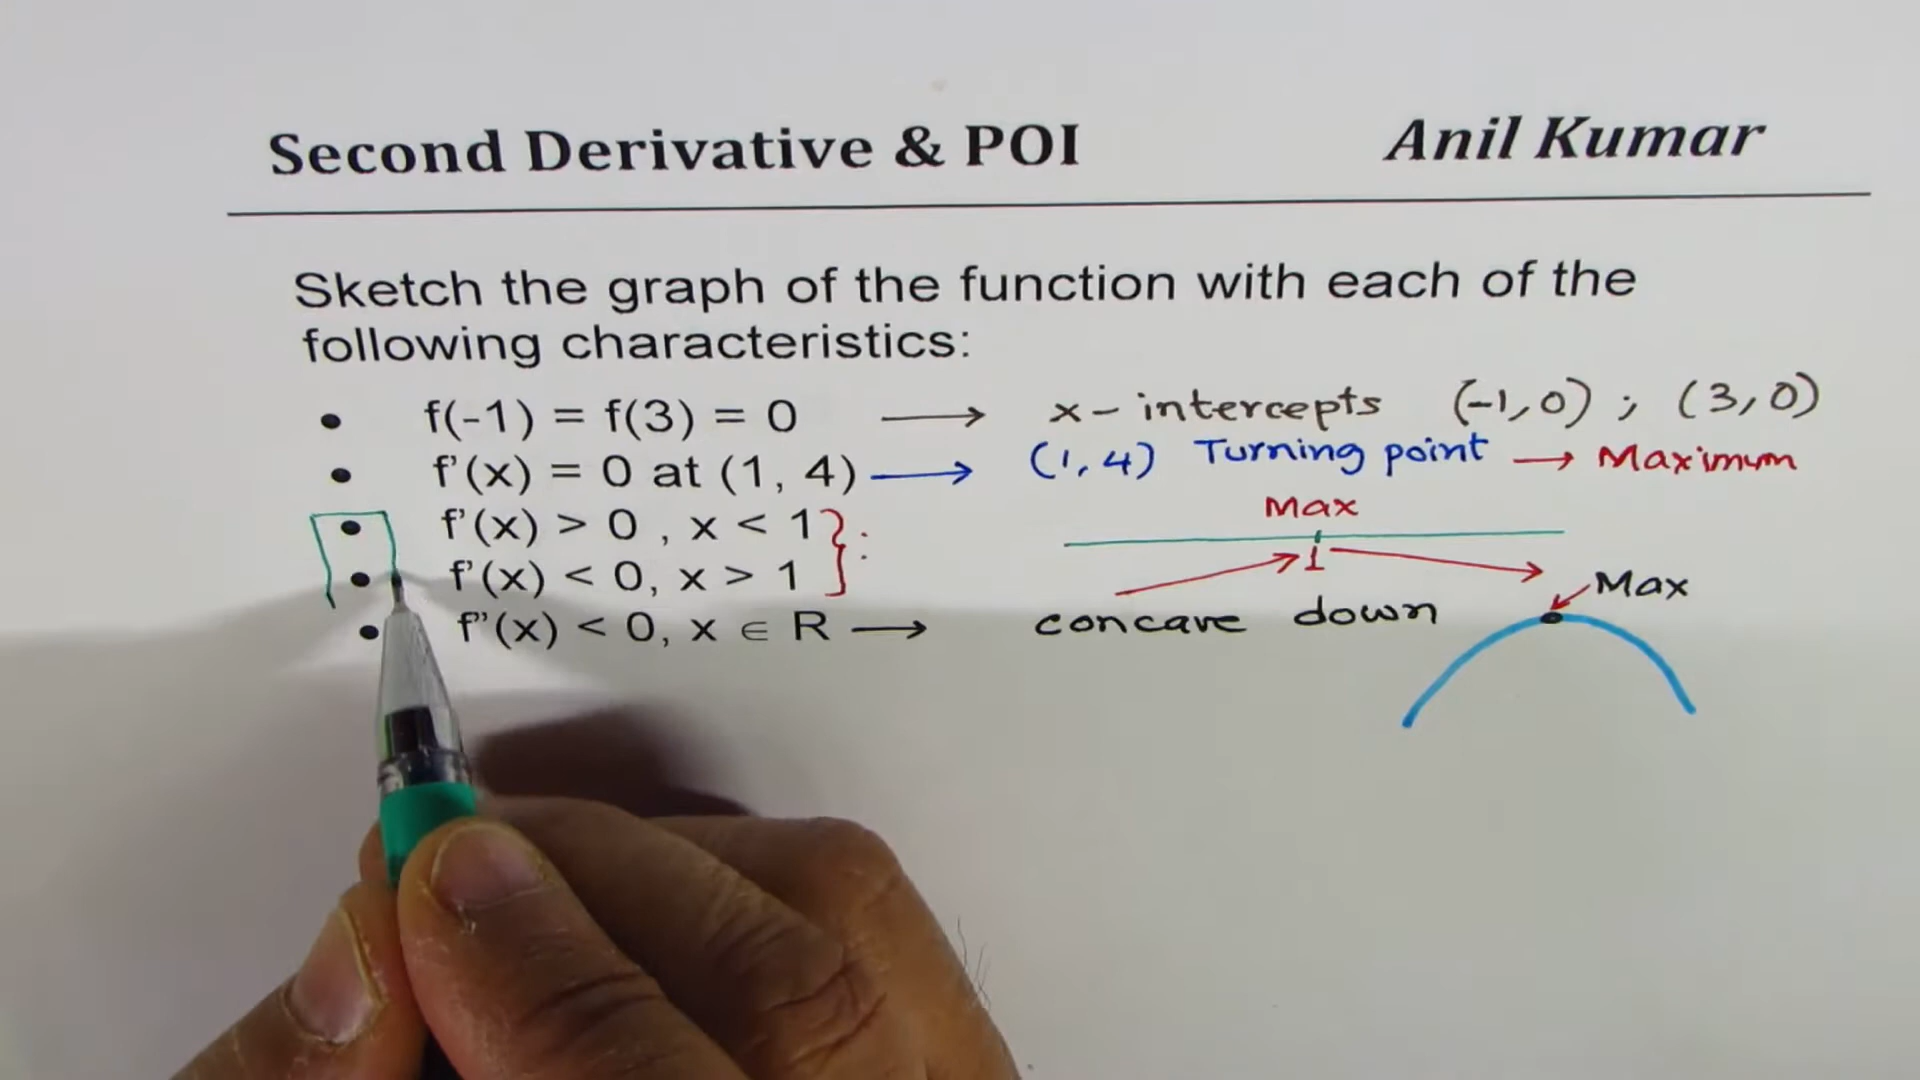 Second Derivative & POI Anil Kumar
Sketch the graph of the function with each of the
following characteristics:
• f(-1) = f(3) = 0 → x-intercepts (-1,0) ; (3,0)
• f'(x) = 0 at (1, 4) → (1,4) Turning point → Maximum
Max
• f'(x) > 0 , x < 1
1
• f'(x) < 0, x > 1
Max
• f"(x) < 0, x ∈ R → concave down